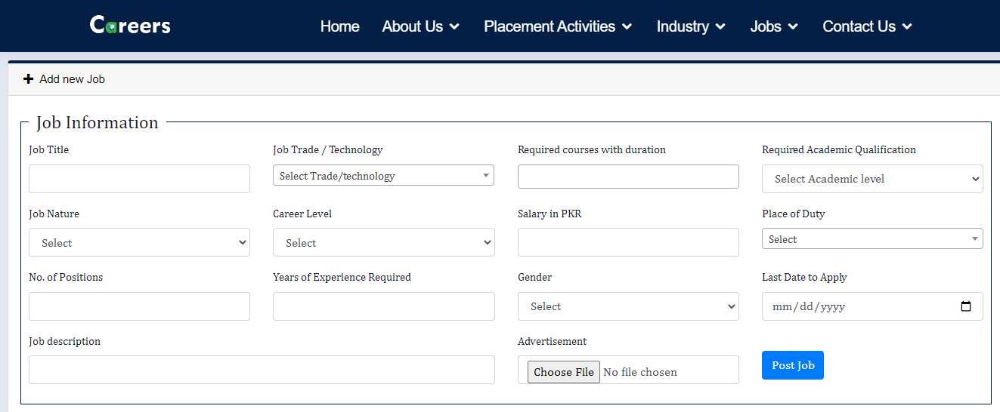 Careers Home About Us Placement Activities Industry Jobs Contact Us
Add new Job
Job Information
Job Title Job Trade / Technology Required courses with duration Required Academic Qualification
Select Trade/technology Select Academic level
Job Nature Career Level Salary in PKR Place of Duty
Select Select Select
No. of Positions Years of Experience Required Gender Last Date to Apply
Select mm/dd/yyyy
Job description Advertisement
Choose File No file chosen Post Job